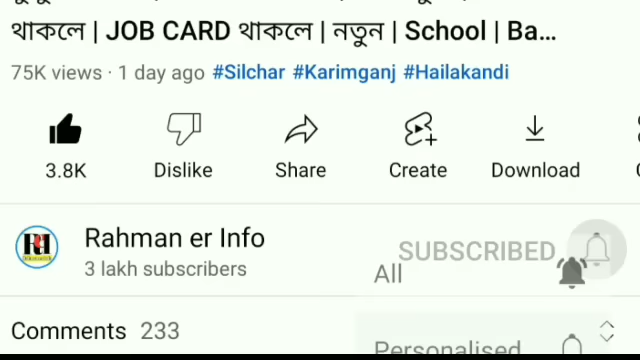 থাকলে | JOB CARD থাকলে | নতুন | School | Ba...
75K views · 1 day ago #Silchar #Karimganj #Hailakandi
3.8K Dislike Share Create Download
Rahman er Info
3 lakh subscribers
SUBSCRIBED
All
Comments 233
Personalised